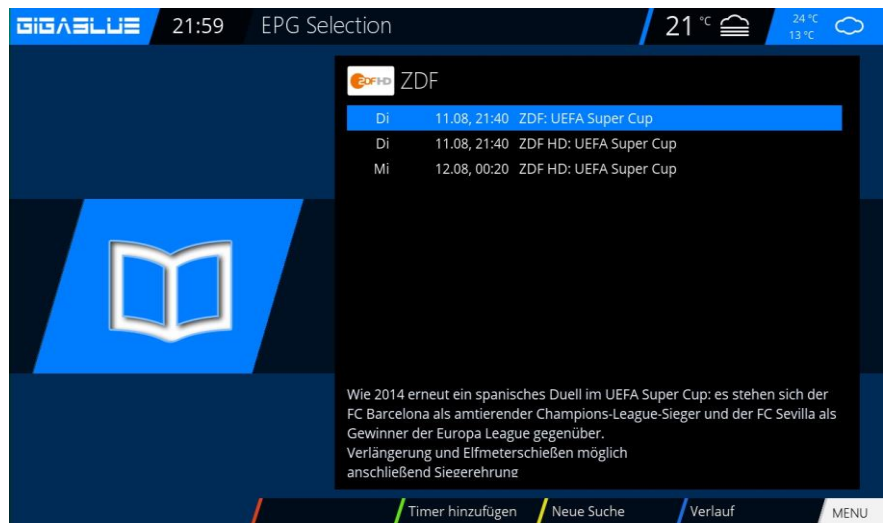 GIGABLUE 21:59 EPG Selection 21 °C 24 °C
13 °C
ZDFHD ZDF
Di 11.08, 21:40 ZDF: UEFA Super Cup
Di 11.08, 21:40 ZDF HD: UEFA Super Cup
Mi 12.08, 00:20 ZDF HD: UEFA Super Cup
Wie 2014 erneut ein spanisches Duell im UEFA Super Cup: es stehen sich der
FC Barcelona als amtierender Champions-League-Sieger und der FC Sevilla als
Gewinner der Europa League gegenüber.
Verlängerung und Elfmeterschießen möglich
anschließend Siegerehrung
Timer hinzufügen Neue Suche Verlauf MENU